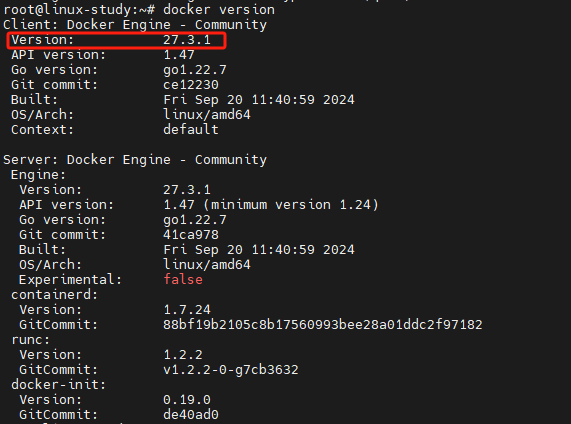 root@linux-study:~# docker version
Client: Docker Engine - Community
Version: 27.3.1
API version: 1.47
Go version: go1.22.7
Git commit: ce12230
Built: Fri Sep 20 11:40:59 2024
OS/Arch: linux/amd64
Context: default
Server: Docker Engine - Community
Engine:
Version: 27.3.1
API version: 1.47 (minimum version 1.24)
Go version: go1.22.7
Git commit: 41ca978
Built: Fri Sep 20 11:40:59 2024
OS/Arch: linux/amd64
Experimental: false
containerd:
Version: 1.7.24
GitCommit: 88bf19b2105c8b17560993bee28a01ddc2f97182
runc:
Version: 1.2.2
GitCommit: v1.2.2-0-g7cb3632
docker-init:
Version: 0.19.0
GitCommit: de40ad0